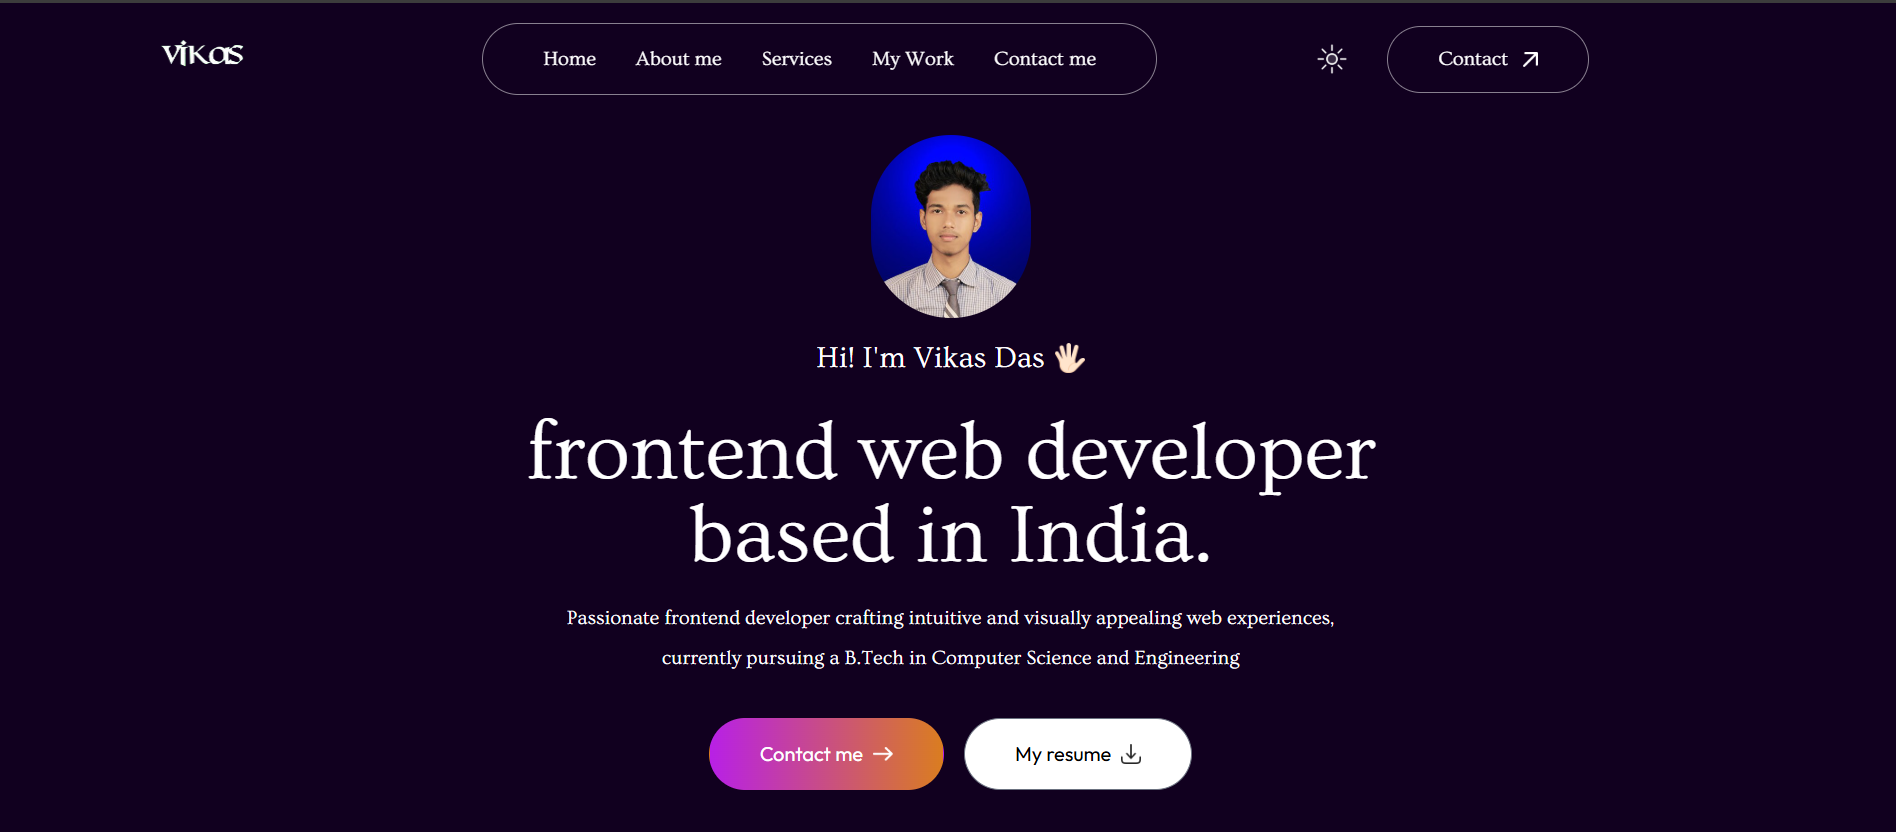 vikas
Home About me Services My Work Contact me
Contact
Hi! I'm Vikas Das
frontend web developer
based in India.
Passionate frontend developer crafting intuitive and visually appealing web experiences,
currently pursuing a B.Tech in Computer Science and Engineering
Contact me
My resume